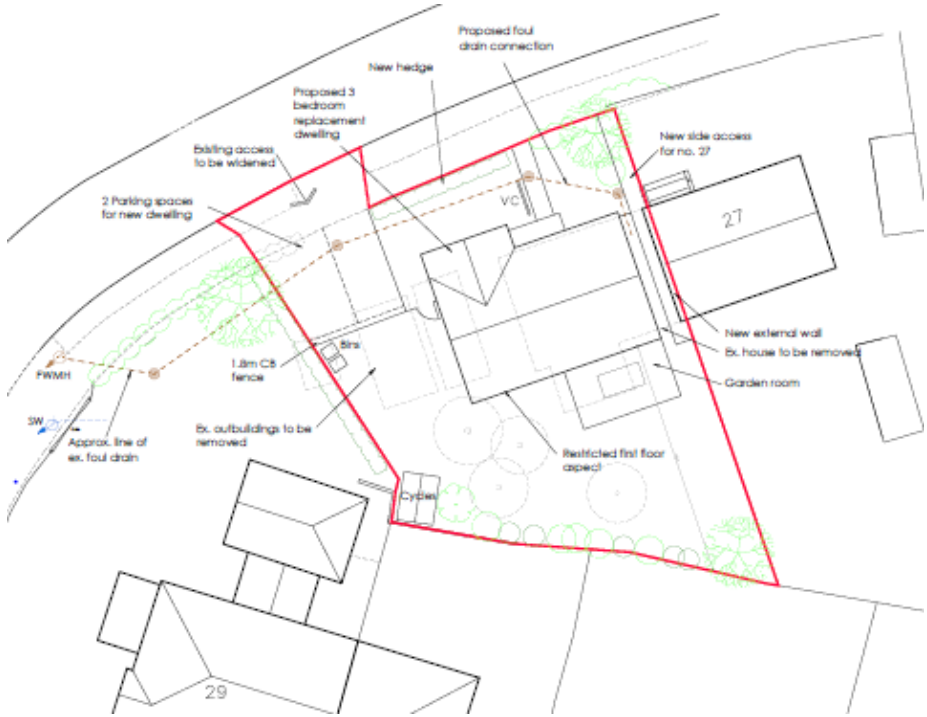 Proposed foul
drain connection
New hedge
Proposed 3
bedroom
replacement
dwelling
Existing access
to be widened
New side access
for no. 27
2 Parking spaces
for new dwelling
VC
27
New external wall
Ex. house to be removed
Garden room
Bins
1.8m CB
fence
FWMH
SW
Approx. line of
ex. foul drain
Ex. outbuildings to be
removed
Restricted first floor
aspect
Cycles
29